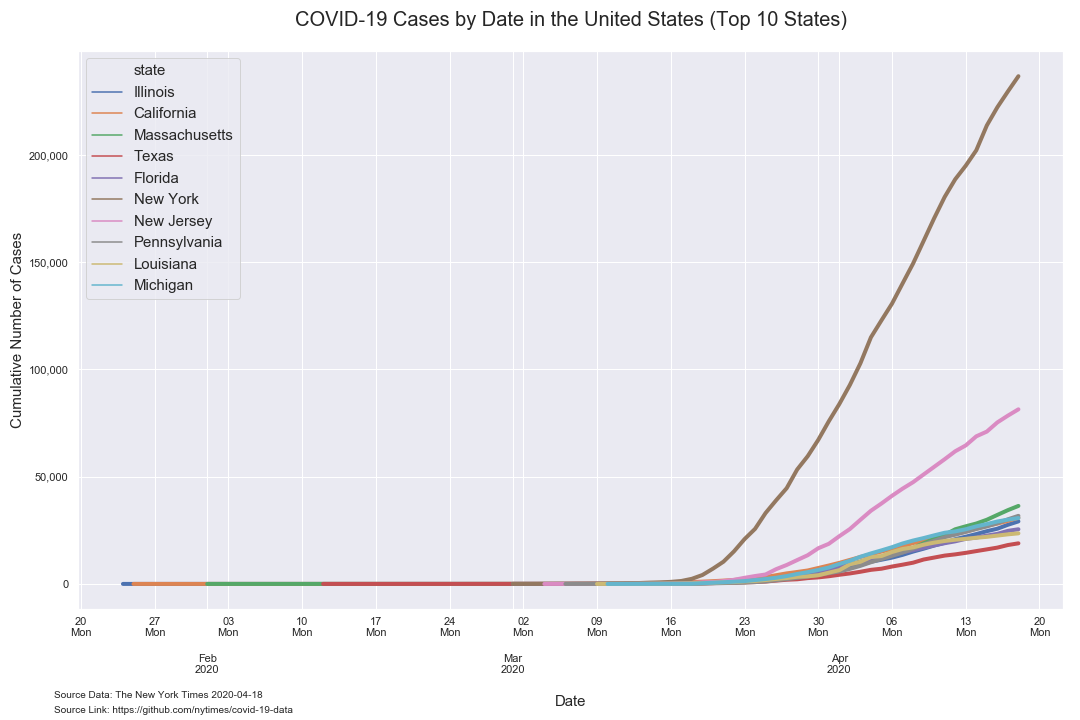 COVID-19 Cases by Date in the United States (Top 10 States)
state
Illinois
California
Massachusetts
Texas
Florida
New York
New Jersey
Pennsylvania
Louisiana
Michigan
Cumulative Number of Cases
200,000
150,000
100,000
50,000
0
20 27 03 10 17 24 02 09 16 23 30 06 13 20
Mon Mon Mon Mon Mon Mon Mon Mon Mon Mon Mon Mon Mon Mon
Feb Mar Apr
2020 2020 2020
Date
Source Data: The New York Times 2020-04-18
Source Link: https://github.com/nytimes/covid-19-data